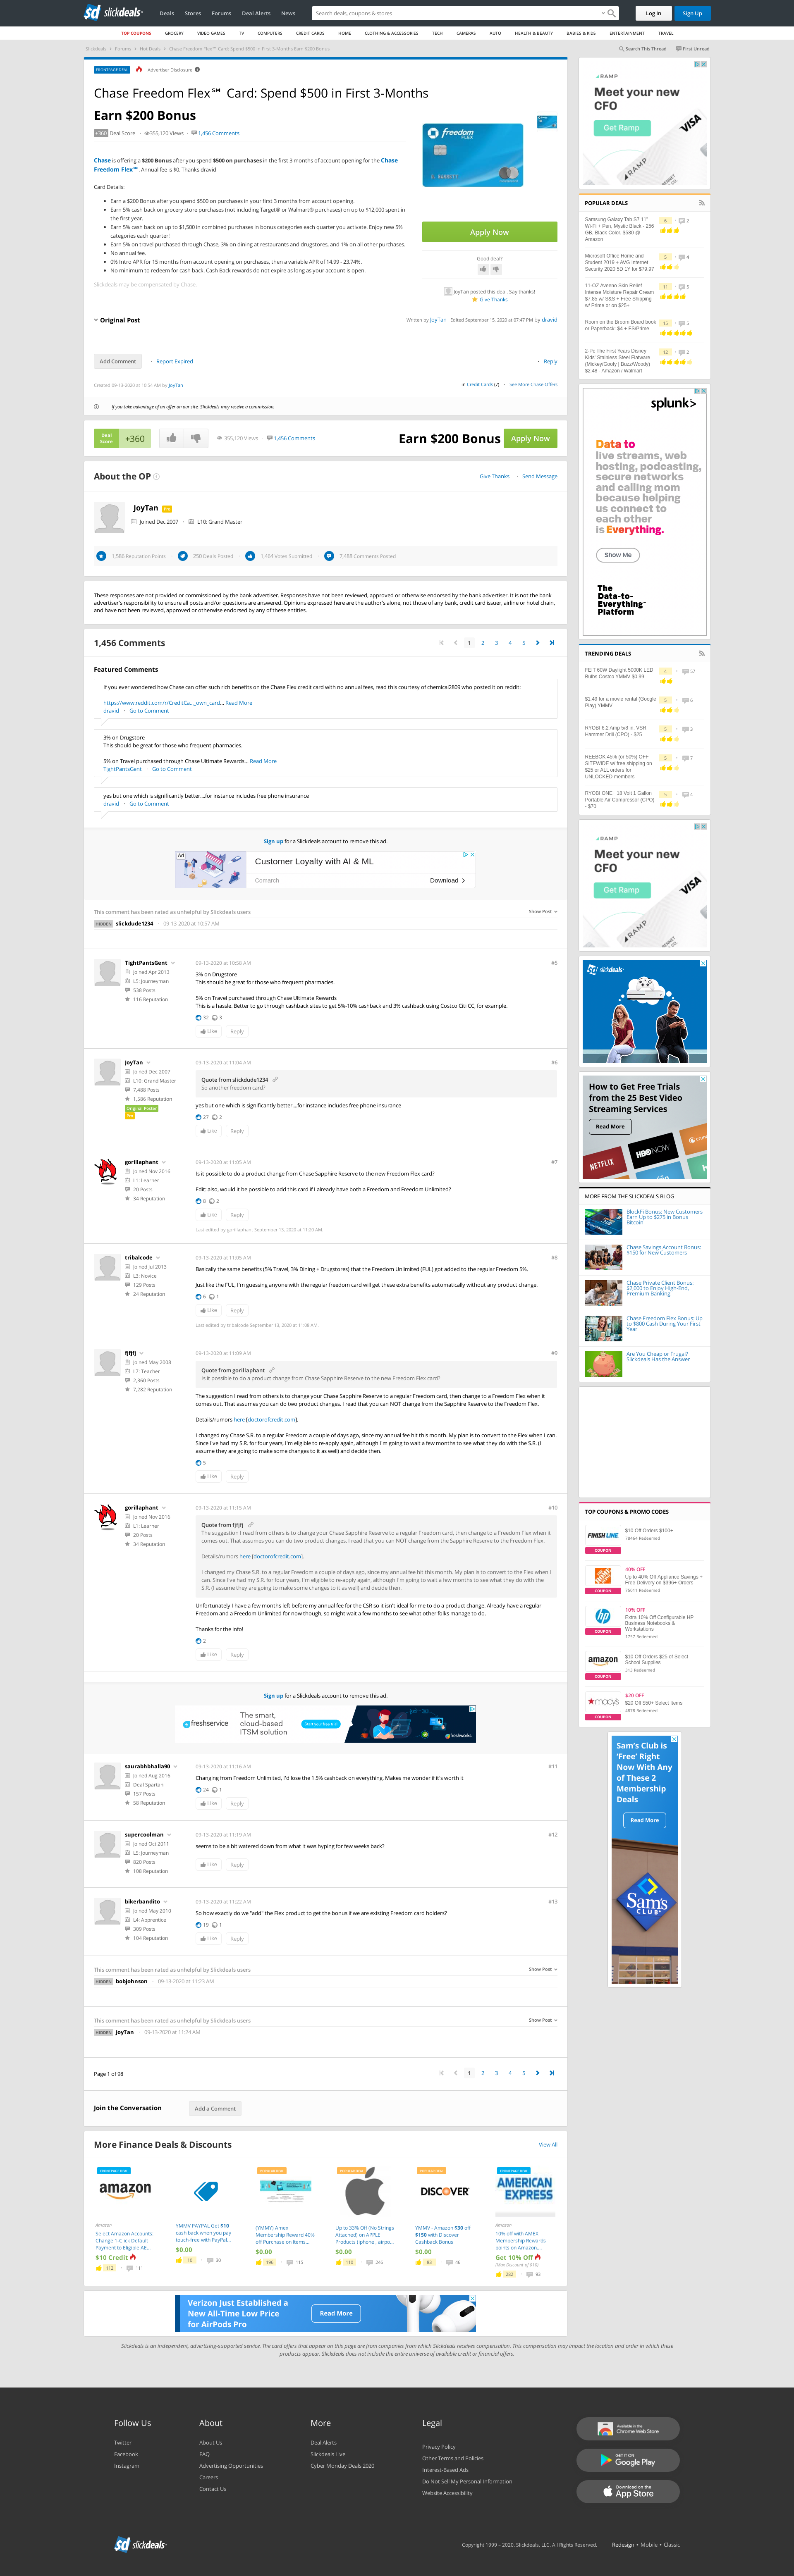 slickdeals
Deals Stores Forums Deal Alerts News
Search deals, coupons & stores
Log In Sign Up
TOP COUPONS GROCERY VIDEO GAMES TV COMPUTERS CREDIT CARDS HOME CLOTHING & ACCESSORIES TECH CAMERAS AUTO HEALTH & BEAUTY BABIES & KIDS ENTERTAINMENT TRAVEL
Slickdeals > Forums > Hot Deals > Chase Freedom Flex℠ Card: Spend $500 in First 3-Months Earn $200 Bonus
Search This Thread First Unread
FRONTPAGE DEAL Advertiser Disclosure
Chase Freedom Flex℠ Card: Spend $500 in First 3-Months
Earn $200 Bonus
+360 Deal Score 355,120 Views 1,456 Comments
Chase is offering a $200 Bonus after you spend $500 on purchases in the first 3 months of account opening for the Chase
Freedom Flex℠. Annual fee is $0. Thanks dravid
Card Details:
Earn a $200 Bonus after you spend $500 on purchases in your first 3 months from account opening.
Earn 5% cash back on grocery store purchases (not including Target® or Walmart® purchases) on up to $12,000 spent in
the first year.
Earn 5% cash back on up to $1,500 in combined purchases in bonus categories each quarter you activate. Enjoy new 5%
categories each quarter!
Earn 5% on travel purchased through Chase, 3% on dining at restaurants and drugstores, and 1% on all other purchases.
No annual fee.
0% Intro APR for 15 months from account opening on purchases, then a variable APR of 14.99 - 23.74%.
No minimum to redeem for cash back. Cash Back rewards do not expire as long as your account is open.
Slickdeals may be compensated by Chase.
freedom
FLEX
D. BARRETT
Apply Now
Good deal?
JoyTan posted this deal. Say thanks!
Give Thanks
Original Post
Written by JoyTan Edited September 15, 2020 at 07:47 PM by dravid
Add Comment Report Expired
Reply
Created 09-13-2020 at 10:54 AM by JoyTan
in Credit Cards (7) See More Chase Offers
If you take advantage of an offer on our site, Slickdeals may receive a commission.
Deal
Score +360
355,120 Views 1,456 Comments
Earn $200 Bonus Apply Now
About the OP
Give Thanks Send Message
JoyTan Pro
Joined Dec 2007 L10: Grand Master
1,586 Reputation Points 250 Deals Posted 1,464 Votes Submitted 7,488 Comments Posted
These responses are not provided or commissioned by the bank advertiser. Responses have not been reviewed, approved or otherwise endorsed by the bank advertiser. It is not the bank
advertiser's responsibility to ensure all posts and/or questions are answered. Opinions expressed here are the author's alone, not those of any bank, credit card issuer, airline or hotel chain,
and have not been reviewed, approved or otherwise endorsed by any of these entities.
1,456 Comments
1 2 3 4 5
Featured Comments
If you ever wondered how Chase can offer such rich benefits on the Chase Flex credit card with no annual fees, read this courtesy of chemical2809 who posted it on reddit:
https://www.reddit.com/r/CreditCa..._own_card... Read More
dravid Go to Comment
3% on Drugstore
This should be great for those who frequent pharmacies.
5% on Travel purchased through Chase Ultimate Rewards... Read More
TightPantsGent Go to Comment
yes but one which is significantly better....for instance includes free phone insurance
dravid Go to Comment
Sign up for a Slickdeals account to remove this ad.
Ad
Customer Loyalty with AI & ML
Comarch
Download
This comment has been rated as unhelpful by Slickdeals users
Show Post
HIDDEN slickdude1234 09-13-2020 at 10:57 AM
TightPantsGent
Joined Apr 2013
L5: Journeyman
538 Posts
116 Reputation
09-13-2020 at 10:58 AM
#5
3% on Drugstore
This should be great for those who frequent pharmacies.
5% on Travel purchased through Chase Ultimate Rewards
This is a hassle. Better to go through cashback sites to get 5%-10% cashback and 3% cashback using Costco Citi CC, for example.
32 3
Like Reply
JoyTan
Joined Dec 2007
L10: Grand Master
7,488 Posts
1,586 Reputation
Original Poster
Pro
09-13-2020 at 11:04 AM
#6
Quote from slickdude1234
So another freedom card?
yes but one which is significantly better....for instance includes free phone insurance
27 2
Like Reply
gorillaphant
Joined Nov 2016
L1: Learner
20 Posts
34 Reputation
09-13-2020 at 11:05 AM
#7
Is it possible to do a product change from Chase Sapphire Reserve to the new Freedom Flex card?
Edit: also, would it be possible to add this card if I already have both a Freedom and Freedom Unlimited?
8 2
Like Reply
Last edited by gorillaphant September 13, 2020 at 11:20 AM.
tribalcode
Joined Jul 2013
L3: Novice
129 Posts
24 Reputation
09-13-2020 at 11:05 AM
#8
Basically the same benefits (5% Travel, 3% Dining + Drugstores) that the Freedom Unlimited (FUL) got added to the regular Freedom 5%.
Just like the FUL, I'm guessing anyone with the regular freedom card will get these extra benefits automatically without any product change.
6 1
Like Reply
Last edited by tribalcode September 13, 2020 at 11:08 AM.
fjfjfj
Joined May 2008
L7: Teacher
2,360 Posts
7,282 Reputation
09-13-2020 at 11:09 AM
#9
Quote from gorillaphant
Is it possible to do a product change from Chase Sapphire Reserve to the new Freedom Flex card?
The suggestion I read from others is to change your Chase Sapphire Reserve to a regular Freedom card, then change to a Freedom Flex when it
comes out. That assumes you can do two product changes. I read that you can NOT change from the Sapphire Reserve to the Freedom Flex.
Details/rumors here [doctorofcredit.com].
I changed my Chase S.R. to a regular Freedom a couple of days ago, since my annual fee hit this month. My plan is to convert to the Flex when I can.
Since I've had my S.R. for four years, I'm eligible to re-apply again, although I'm going to wait a few months to see what they do with the S.R. (I
assume they are going to make some changes to it as well) and decide then.
5
Like Reply
gorillaphant
Joined Nov 2016
L1: Learner
20 Posts
34 Reputation
09-13-2020 at 11:15 AM
#10
Quote from fjfjfj
The suggestion I read from others is to change your Chase Sapphire Reserve to a regular Freedom card, then change to a Freedom Flex when it comes
out. That assumes you can do two product changes. I read that you can NOT change from the Sapphire Reserve to the Freedom Flex.
Details/rumors here [doctorofcredit.com].
I changed my Chase S.R. to a regular Freedom a couple of days ago, since my annual fee hit this month. My plan is to convert to the Flex when I
can. Since I've had my S.R. for four years, I'm eligible to re-apply again, although I'm going to wait a few months to see what they do with the
S.R. (I assume they are going to make some changes to it as well) and decide then.
Unfortunately I have a few months left before my annual fee for the CSR so it isn't ideal for me to do a product change. Already have a regular
Freedom and a Freedom Unlimited for now though, so might wait a few months to see what other folks manage to do.
Thanks for the info!
2
Like Reply
Sign up for a Slickdeals account to remove this ad.
freshservice
The smart,
cloud-based
ITSM solution
Start your free trial
freshworks
saurabhbhalla90
Joined Aug 2016
Deal Spartan
157 Posts
58 Reputation
09-13-2020 at 11:16 AM
#11
Changing from Freedom Unlimited, I'd lose the 1.5% cashback on everything. Makes me wonder if it's worth it
24 1
Like Reply
supercoolman
Joined Oct 2011
L5: Journeyman
820 Posts
108 Reputation
09-13-2020 at 11:19 AM
#12
seems to be a bit watered down from what it was hyping for few weeks back?
Like Reply
bikerbandito
Joined May 2010
L4: Apprentice
309 Posts
104 Reputation
09-13-2020 at 11:22 AM
#13
So how exactly do we "add" the Flex product to get the bonus if we are existing Freedom card holders?
19 1
Like Reply
This comment has been rated as unhelpful by Slickdeals users
Show Post
HIDDEN bobjohnson 09-13-2020 at 11:23 AM
This comment has been rated as unhelpful by Slickdeals users
Show Post
HIDDEN JoyTan 09-13-2020 at 11:24 AM
Page 1 of 98
1 2 3 4 5
Join the Conversation Add a Comment
More Finance Deals & Discounts
View All
FRONTPAGE DEAL
amazon
Amazon
Select Amazon Accounts:
Change 1-Click Default
Payment to Eligible AE...
$10 Credit
112 111
YMMV PAYPAL Get $10
cash back when you pay
touch-free with PayPal...
$0.00
10 30
POPULAR DEAL
(YMMY) Amex
Membership Reward 40%
off Purchase on Items...
$0.00
196 115
POPULAR DEAL
Up to 33% Off (No Strings
Attached) on APPLE
Products (iphone , airpo...
$0.00
110 246
POPULAR DEAL
DISCOVER
YMMV - Amazon $30 off
$150 with Discover
Cashback Bonus
$0.00
83 46
FRONTPAGE DEAL
AMERICAN
EXPRESS
Amazon
10% off with AMEX
Membership Rewards
points on Amazon...
Get 10% Off
(Max Discount of $10)
282 93
Verizon Just Established a
New All-Time Low Price
for AirPods Pro
Read More
Slickdeals is an independent, advertising-supported service. The card offers that appear on this page are from companies from which Slickdeals receives compensation. This compensation may impact the location and order in which these
products appear. Slickdeals does not include the entire universe of available credit or financial offers.
RAMP
Meet your new
CFO
Get Ramp
VISA
RAMP
POPULAR DEALS
Samsung Galaxy Tab S7 11"
Wi-Fi + Pen, Mystic Black - 256
GB, Black Color. $580 @
Amazon
6 2
Microsoft Office Home and
Student 2019 + AVG Internet
Security 2020 5D 1Y for $79.97
5 4
11-OZ Aveeno Skin Relief
Intense Moisture Repair Cream
$7.65 w/ S&S + Free Shipping
w/ Prime or on $25+
11 5
Room on the Broom Board book
or Paperback: $4 + FS/Prime
15 5
2-Pc The First Years Disney
Kids' Stainless Steel Flatware
(Mickey/Goofy | Buzz/Woody)
$2.48 - Amazon / Walmart
12 2
splunk>
Data to
live streams, web
hosting, podcasting,
secure networks
and calling mom
because helping
us connect to
each other
is Everything.
Show Me
The
Data-to-
Everything™
Platform
TRENDING DEALS
FEIT 60W Daylight 5000K LED
Bulbs Costco YMMV $0.99
4 57
$1.49 for a movie rental (Google
Play) YMMV
5 6
RYOBI 6.2 Amp 5/8 in. VSR
Hammer Drill (CPO) - $25
5 3
REEBOK 45% (or 50%) OFF
SITEWIDE w/ free shipping on
$25 or ALL orders for
UNLOCKED members
5 7
RYOBI ONE+ 18 Volt 1 Gallon
Portable Air Compressor (CPO)
- $70
5 4
RAMP
Meet your new
CFO
Get Ramp
VISA
RAMP
slickdeals
How to Get Free Trials
from the 25 Best Video
Streaming Services
Read More
NETFLIX
HBO NOW
MORE FROM THE SLICKDEALS BLOG
BlockFi Bonus: New Customers
Earn Up to $275 in Bonus
Bitcoin
Chase Savings Account Bonus:
$150 for New Customers
Chase Private Client Bonus:
$2,000 to Enjoy High-End,
Premium Banking
Chase Freedom Flex Bonus: Up
to $800 Cash During Your First
Year
Are You Cheap or Frugal?
Slickdeals Has the Answer
TOP COUPONS & PROMO CODES
FINISH LINE
COUPON
$10 Off Orders $100+
78464 Redeemed
COUPON
40% OFF
Up to 40% Off Appliance Savings +
Free Delivery on $396+ Orders
15011 Redeemed
hp
COUPON
10% OFF
Extra 10% Off Configurable HP
Business Notebooks &
Workstations
1757 Redeemed
amazon
COUPON
$10 Off Orders $25 of Select
School Supplies
313 Redeemed
macy's
COUPON
$20 OFF
$20 Off $50+ Select Items
4878 Redeemed
Sam's Club is
'Free' Right
Now With Any
of These 2
Membership
Deals
Read More
Sam's
CLUB
Follow Us
Twitter
Facebook
Instagram
About
About Us
FAQ
Advertising Opportunities
Careers
Contact Us
More
Deal Alerts
Slickdeals Live
Cyber Monday Deals 2020
Legal
Privacy Policy
Other Terms and Policies
Interest-Based Ads
Do Not Sell My Personal Information
Website Accessibility
Available in the
Chrome Web Store
GET IT ON
Google Play
Download on the
App Store
slickdeals
Copyright 1999 – 2020. Slickdeals, LLC. All Rights Reserved. Redesign • Mobile • Classic